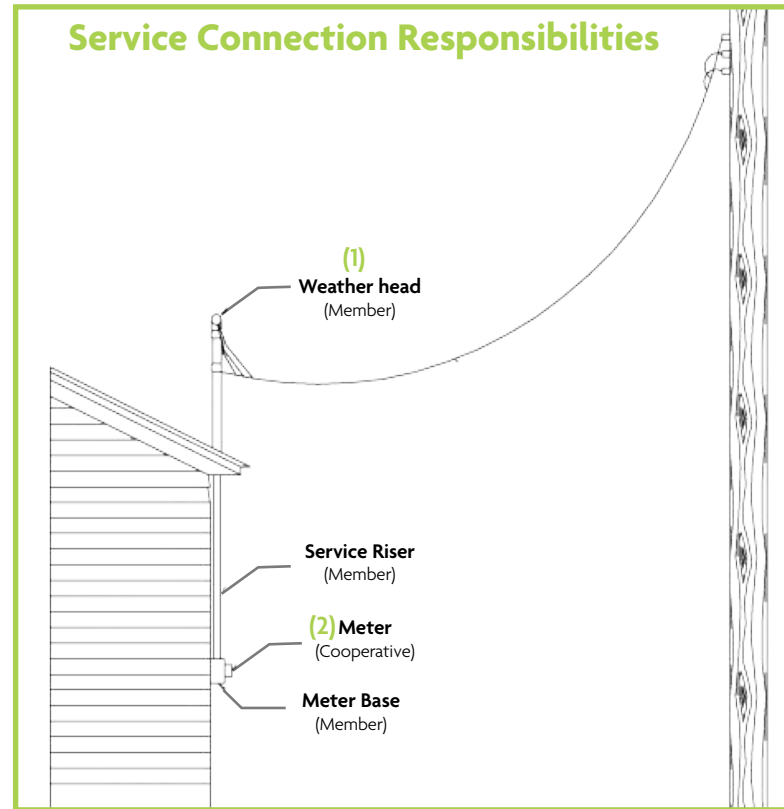 Service Connection Responsibilities
(1)
Weather head
(Member)
Service Riser
(Member)
(2) Meter
(Cooperative)
Meter Base
(Member)